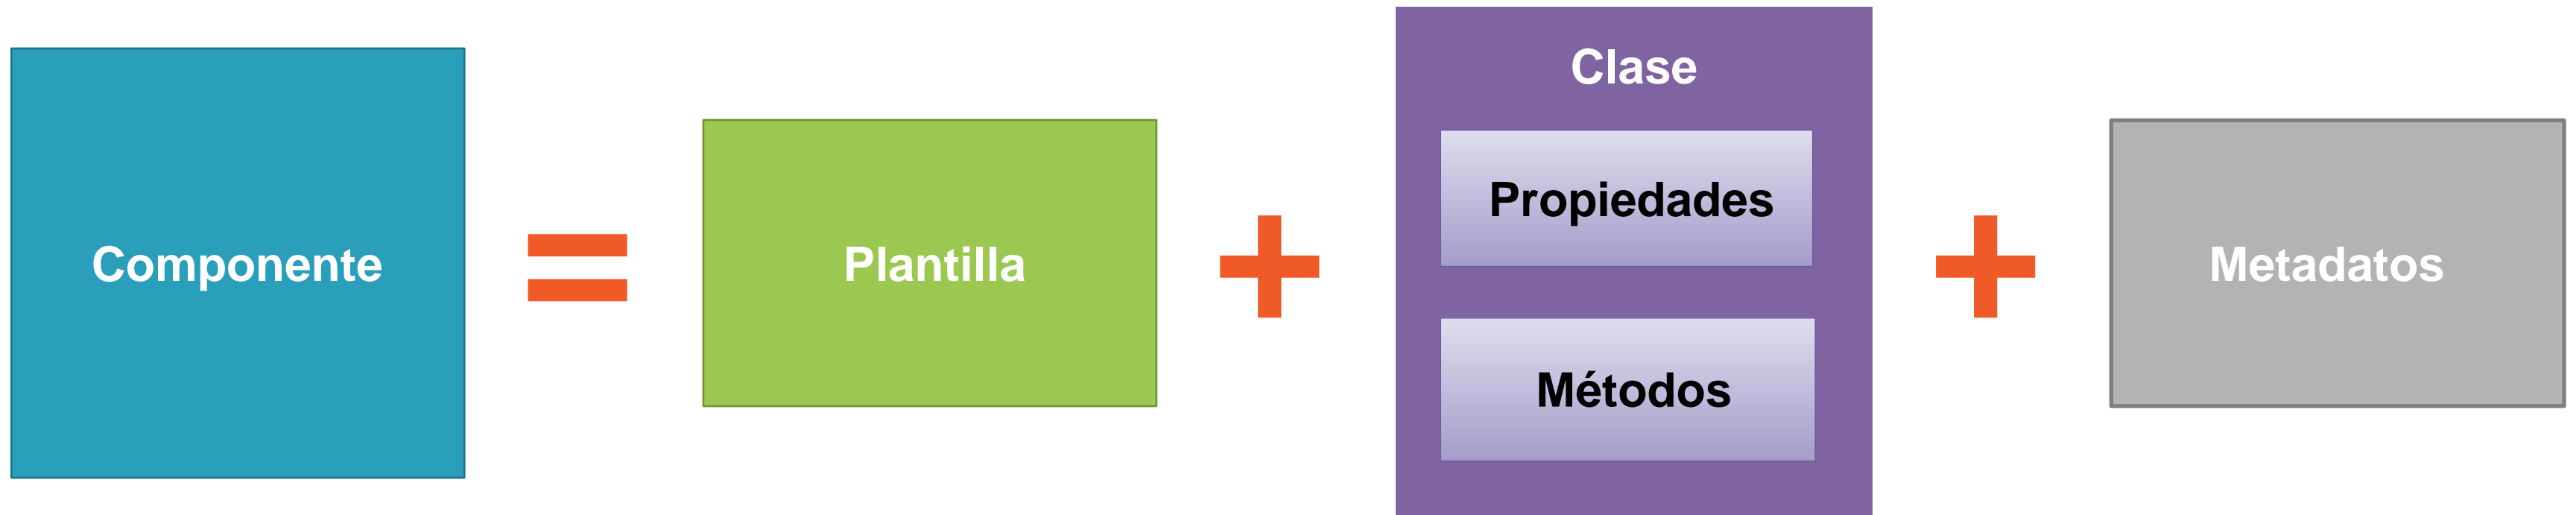 Componente
=
Plantilla
+
Clase
Propiedades
Métodos
+
Metadatos